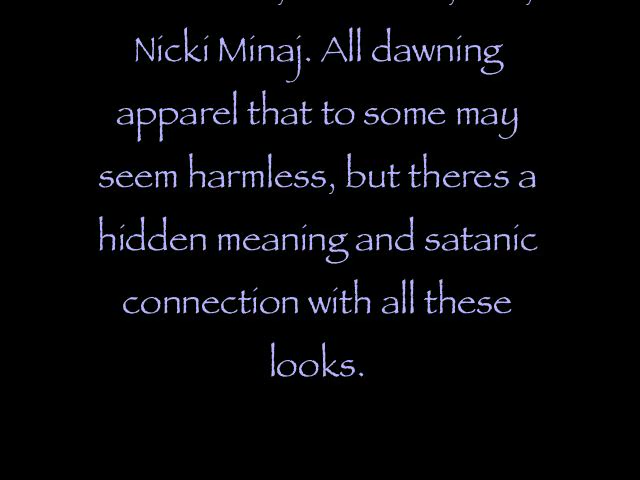 Nicki Minaj. All dawning
apparel that to some may
seem harmless, but theres a
hidden meaning and satanic
connection with all these
looks.